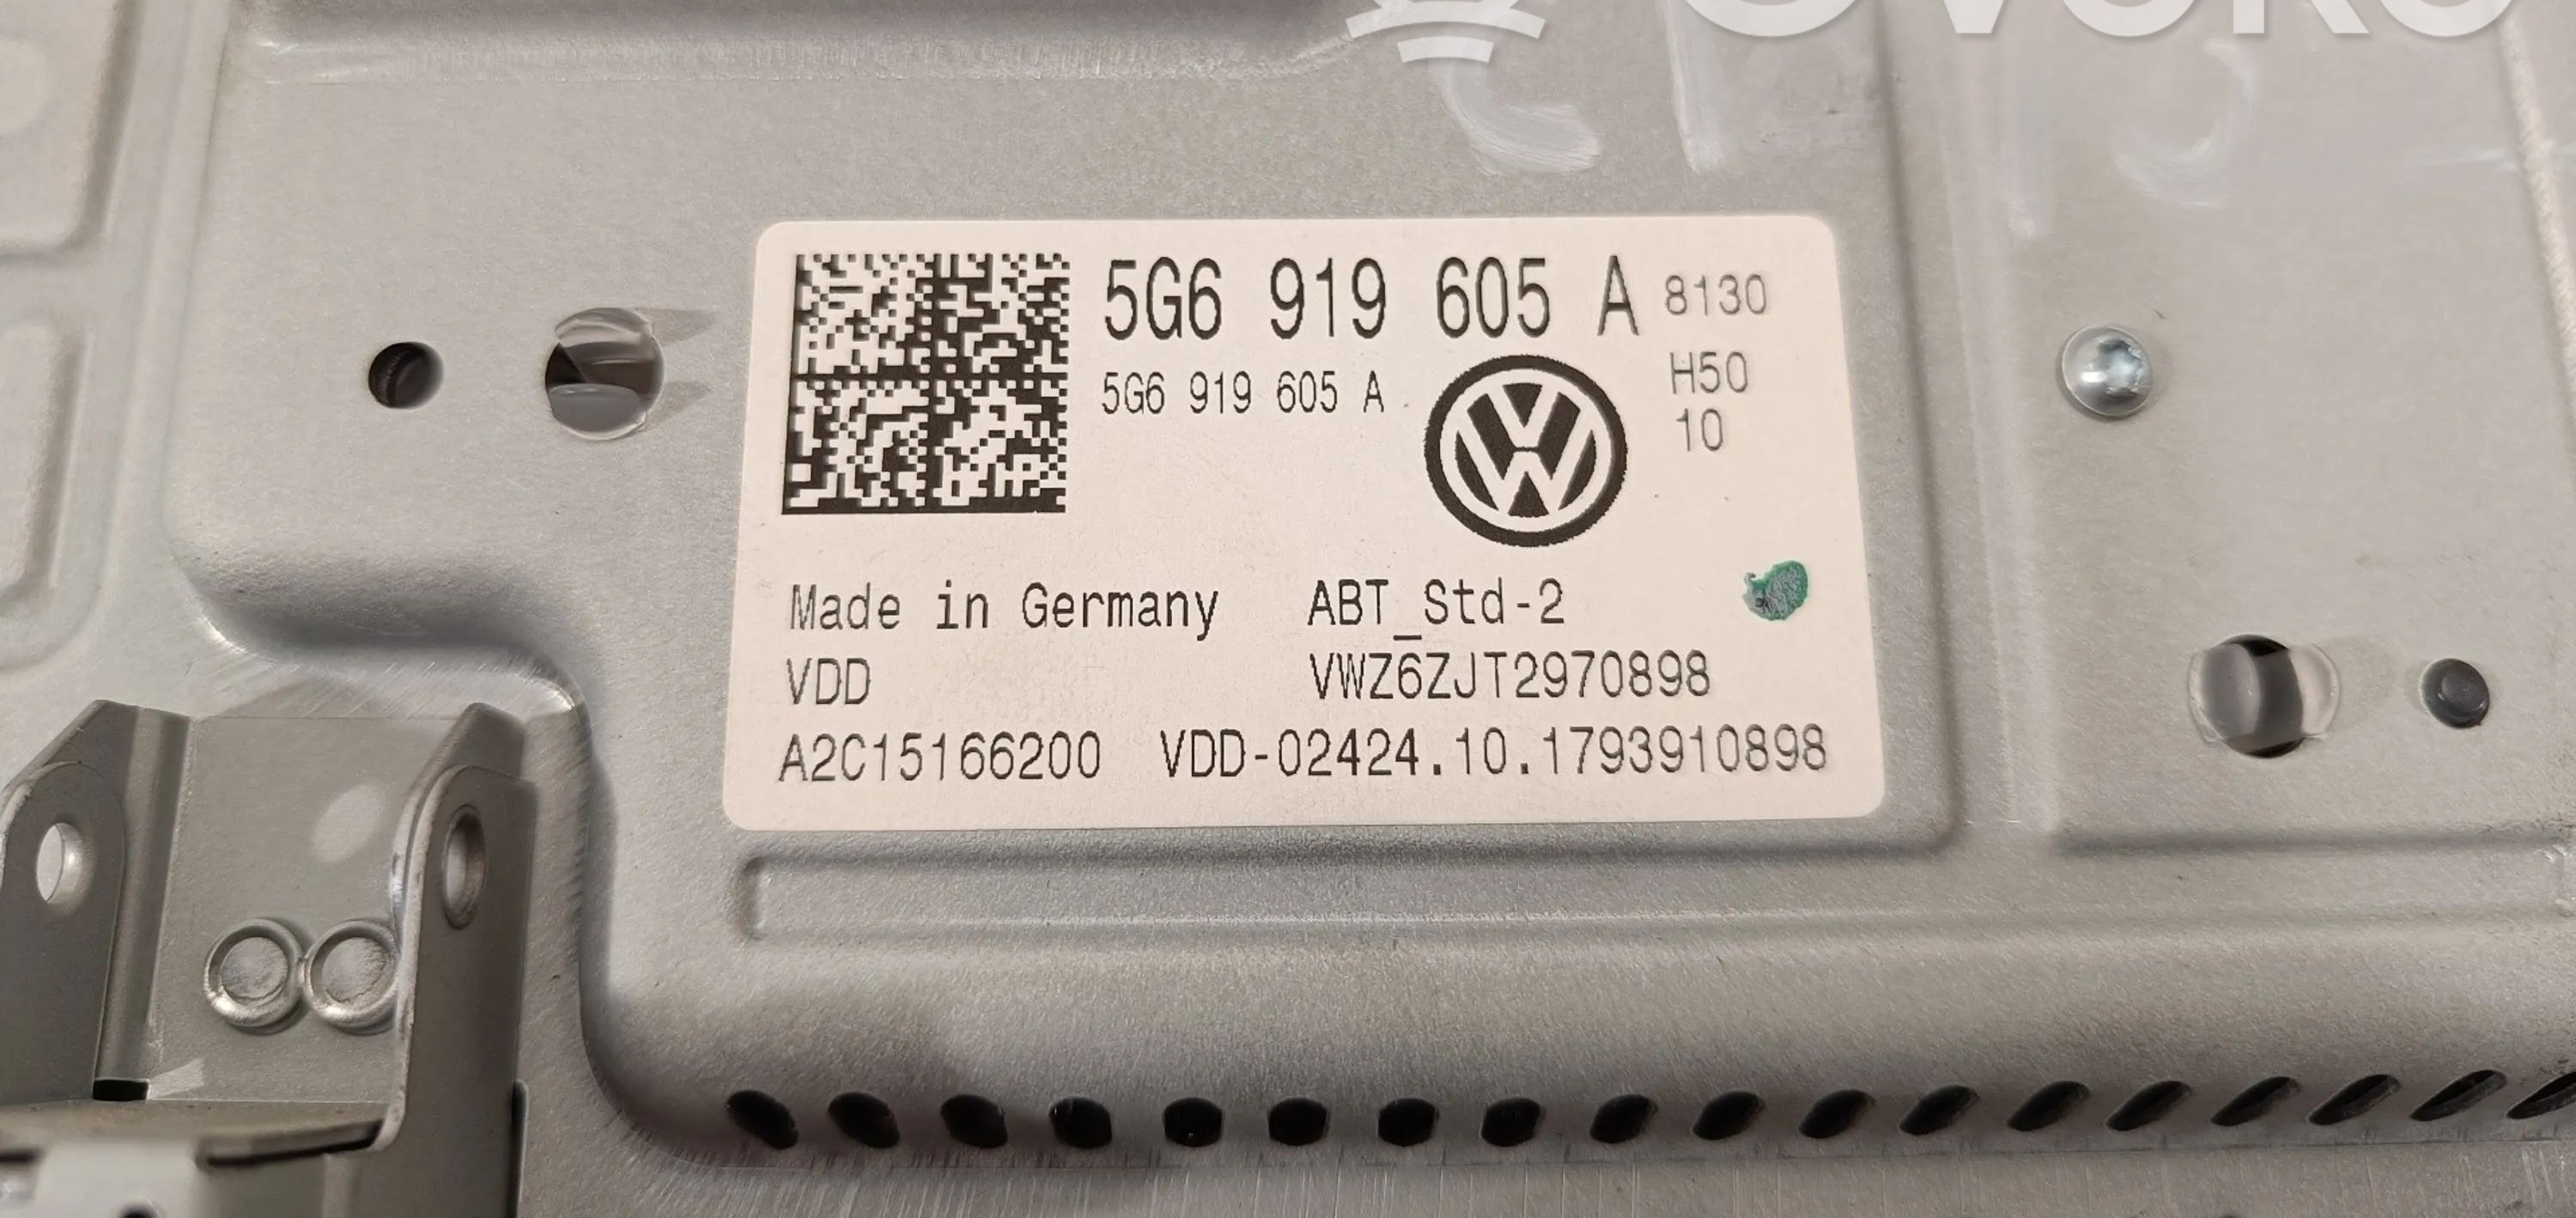 5G6 919 605 A 8130
5G6 919 605 A
H50
10
Made in Germany ABT_Std-2
VDD VWZ6ZJT2970898
A2C15166200 VDD-02424.10.1793910898